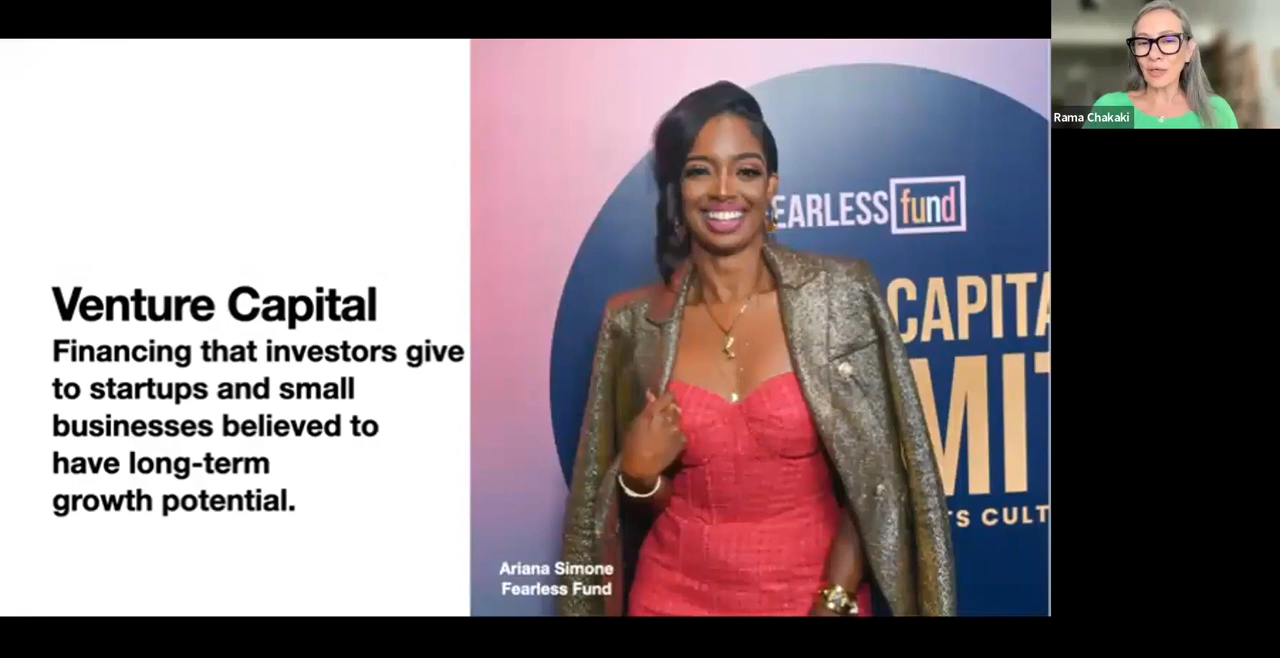 Venture Capital
Financing that investors give
to startups and small
businesses believed to
have long-term
growth potential.
EARLESS fund
CAPITA
MIT
TS CULT
Ariana Simone
Fearless Fund
Rama Chakaki